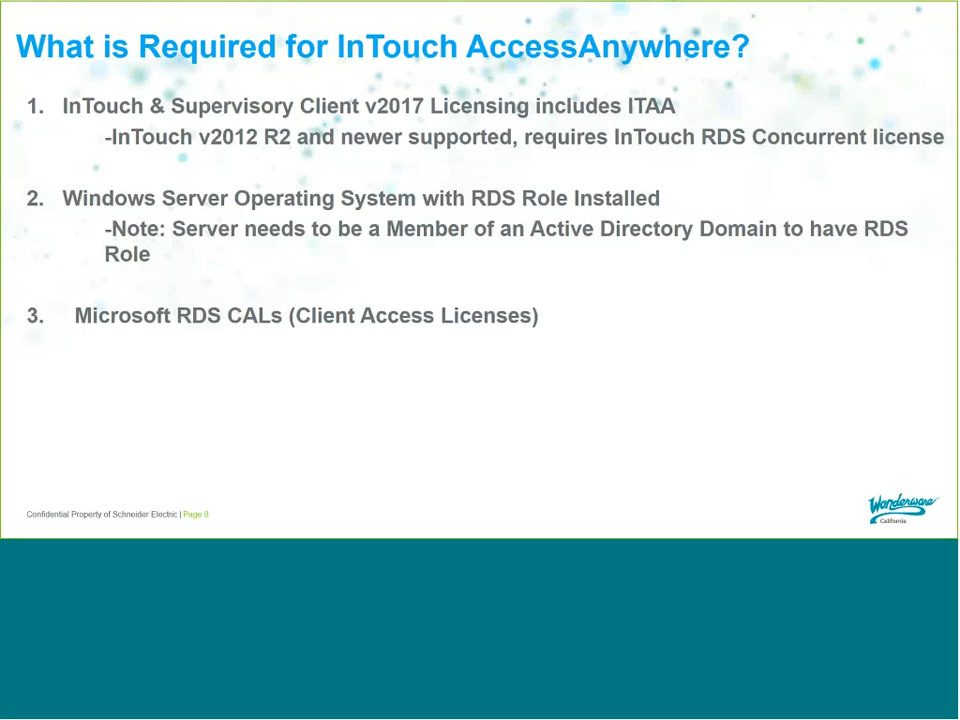 What is Required for InTouch AccessAnywhere?
1. InTouch & Supervisory Client v2017 Licensing includes ITAA
-InTouch v2012 R2 and newer supported, requires InTouch RDS Concurrent license
2. Windows Server Operating System with RDS Role Installed
-Note: Server needs to be a Member of an Active Directory Domain to have RDS
Role
3. Microsoft RDS CALs (Client Access Licenses)
Confidential Property of Schneider Electric | Page 8
Wonderware
California